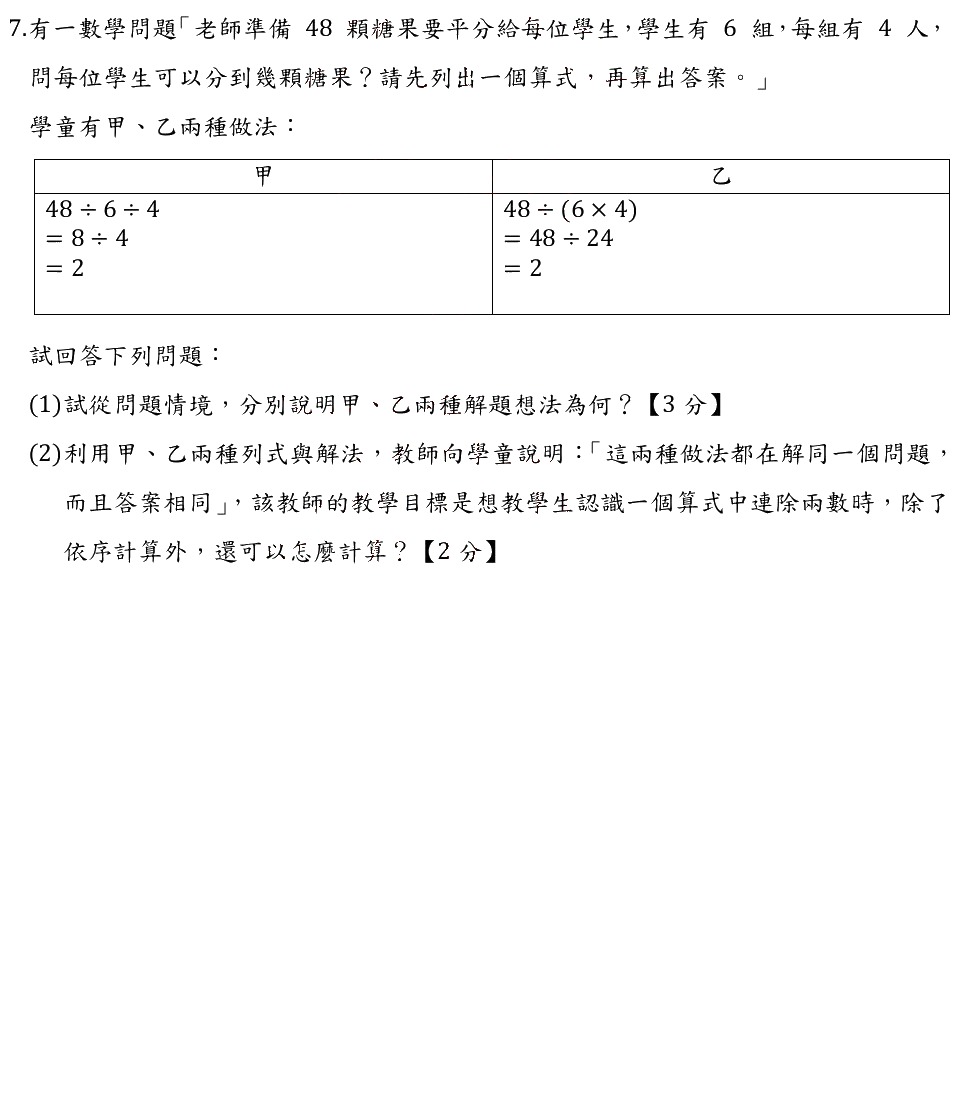 7.有一數學問題「老師準備 48 顆糖果要平分給每位學生，學生有 6 組，每組有 4 人，
問每位學生可以分到幾顆糖果？請先列出一個算式，再算出答案。」
學童有甲、乙兩種做法：
甲 乙
48÷6÷4 48÷(6×4)
=8÷4 =48÷24
=2 =2
試回答下列問題：
(1)試從問題情境，分別說明甲、乙兩種解題想法為何？【3 分】
(2)利用甲、乙兩種列式與解法，教師向學童說明：「這兩種做法都在解同一個問題，
而且答案相同」，該教師的教學目標是想教學生認識一個算式中連除兩數時，除了
依序計算外，還可以怎麼計算？【2 分】